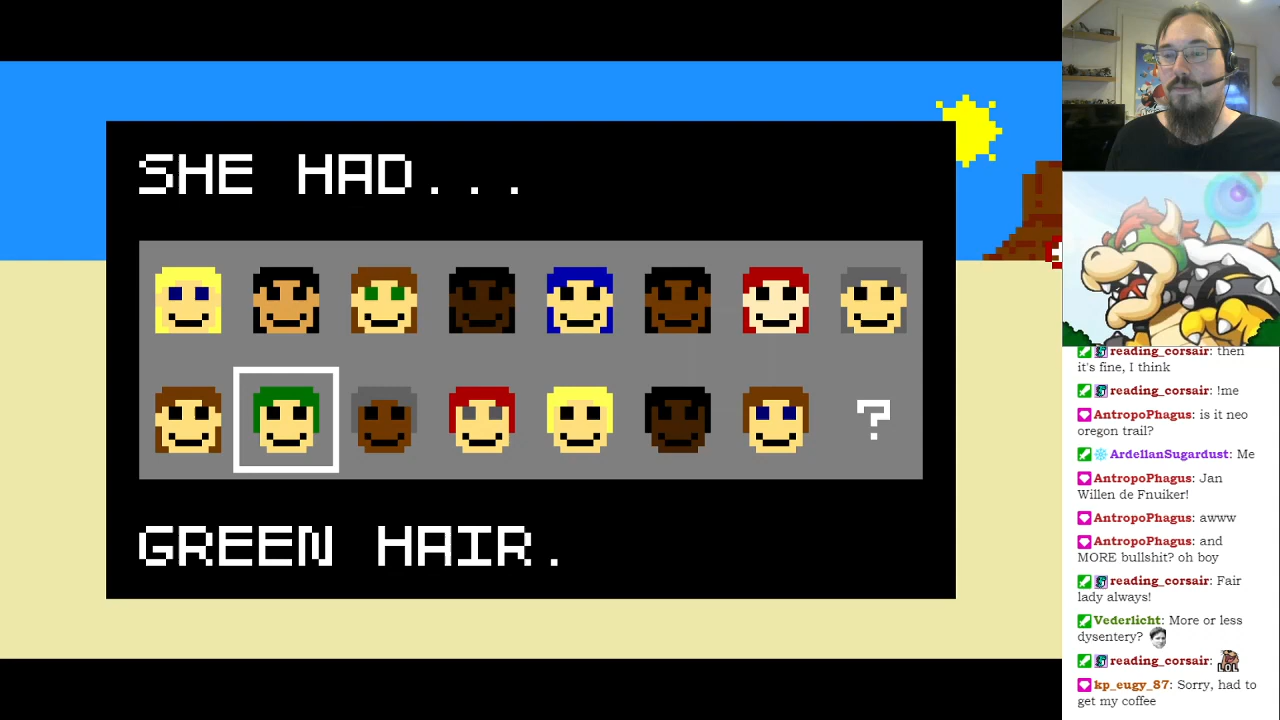 SHE HAD...
?
GREEN HAIR.
reading_corsair: then
it's fine, I think
reading_corsair: !me
AntropoPhagus: is it neo
oregon trail?
ArdellanSugardust: Me
AntropoPhagus: Jan
Willen de Fnuiker!
AntropoPhagus: awww
AntropoPhagus: and
MORE bullshit? oh boy
reading_corsair: Fair
lady always!
Vederlicht: More or less
dysentery?
reading_corsair: LOL
kp_eugy_87: Sorry, had to
get my coffee